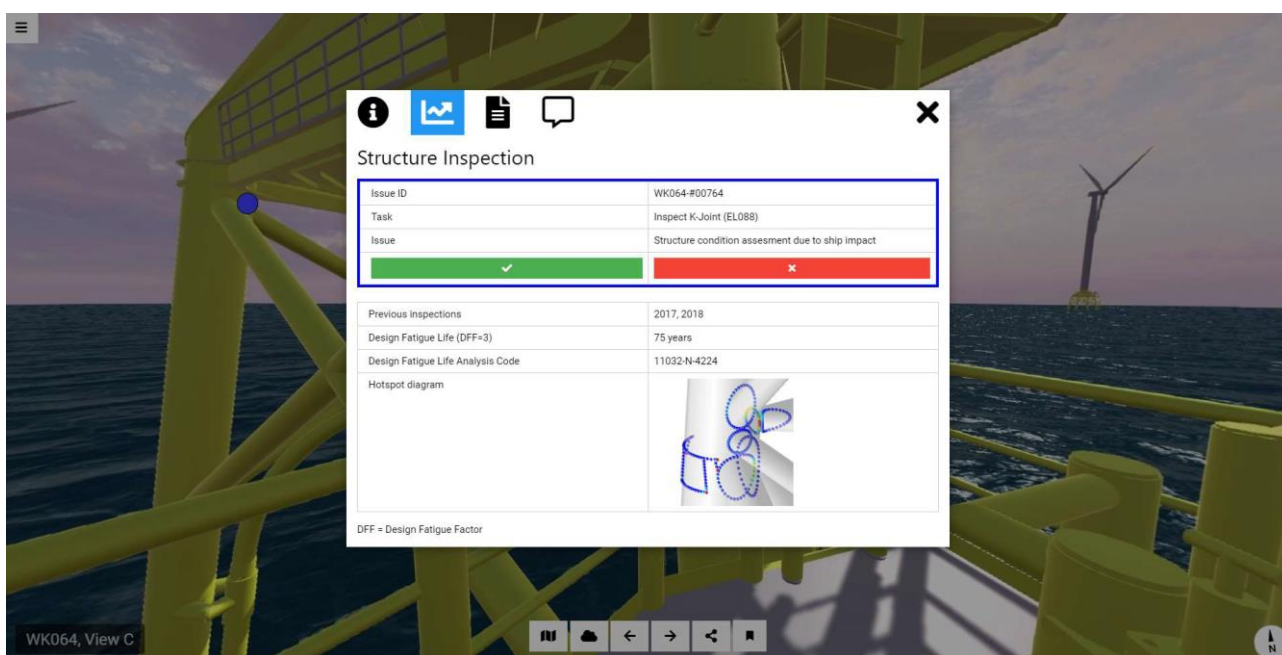 Structure Inspection
Issue ID WK064-#00764
Task Inspect K-Joint (EL088)
Issue Structure condition assesment due to ship impact
Previous inspections 2017, 2018
Design Fatigue Life (DFF=3) 75 years
Design Fatigue Life Analysis Code 11032-N-4224
Hotspot diagram
DFF = Design Fatigue Factor
WK064, View C
N